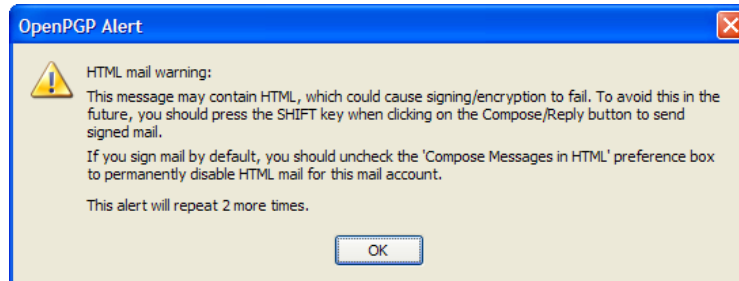 OpenPGP Alert
HTML mail warning:
This message may contain HTML, which could cause signing/encryption to fail. To avoid this in the
future, you should press the SHIFT key when clicking on the Compose/Reply button to send
signed mail.
If you sign mail by default, you should uncheck the 'Compose Messages in HTML' preference box
to permanently disable HTML mail for this mail account.
This alert will repeat 2 more times.
OK